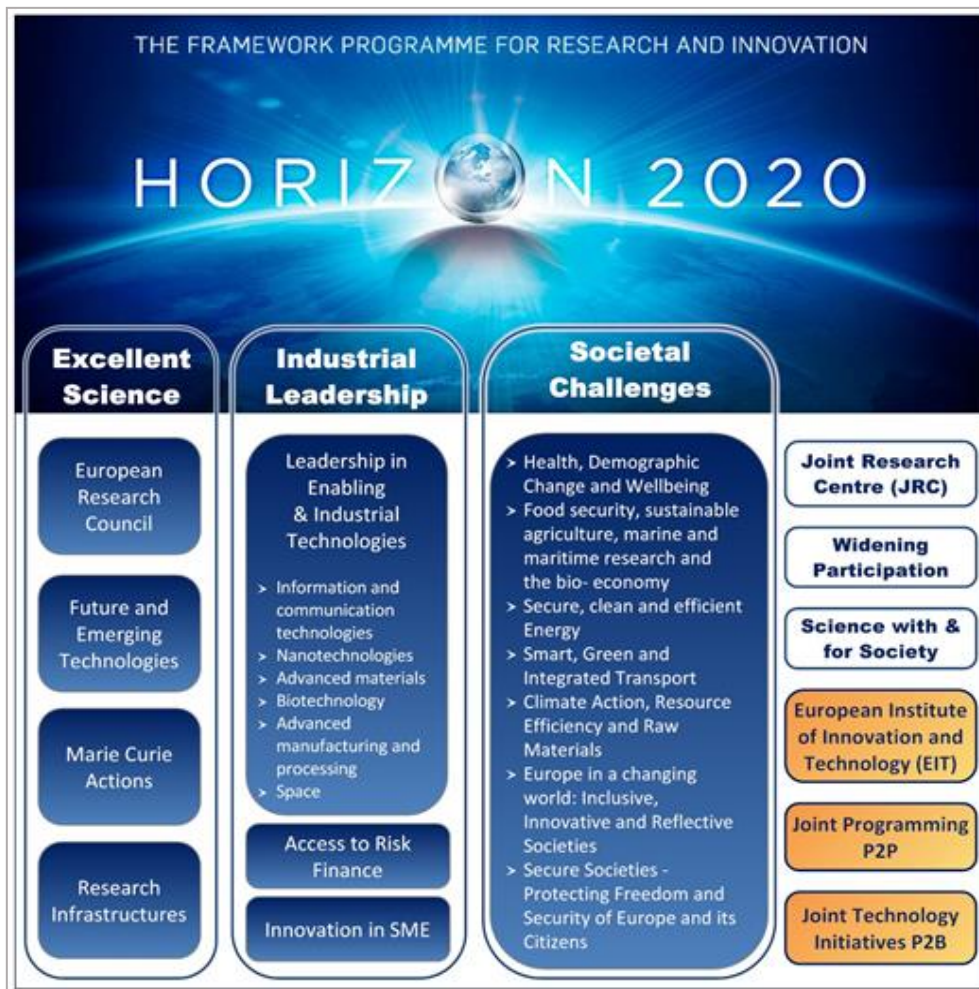 THE FRAMEWORK PROGRAMME FOR RESEARCH AND INNOVATION
HORIZON 2020
Excellent
Science
European
Research
Council
Future and
Emerging
Technologies
Marie Curie
Actions
Research
Infrastructures
Industrial
Leadership
Leadership in
Enabling
& Industrial
Technologies
➢ Information and
communication
technologies
➢ Nanotechnologies
➢ Advanced materials
➢ Biotechnology
➢ Advanced
manufacturing and
processing
➢ Space
Access to Risk
Finance
Innovation in SME
Societal
Challenges
➢ Health, Demographic
Change and Wellbeing
➢ Food security, sustainable
agriculture, marine and
maritime research and
the bio- economy
➢ Secure, clean and efficient
Energy
➢ Smart, Green and
Integrated Transport
➢ Climate Action, Resource
Efficiency and Raw
Materials
➢ Europe in a changing
world: Inclusive,
Innovative and Reflective
Societies
➢ Secure Societies -
Protecting Freedom and
Security of Europe and its
Citizens
Joint Research
Centre (JRC)
Widening
Participation
Science with &
for Society
European Institute
of Innovation and
Technology (EIT)
Joint Programming
P2P
Joint Technology
Initiatives P2B